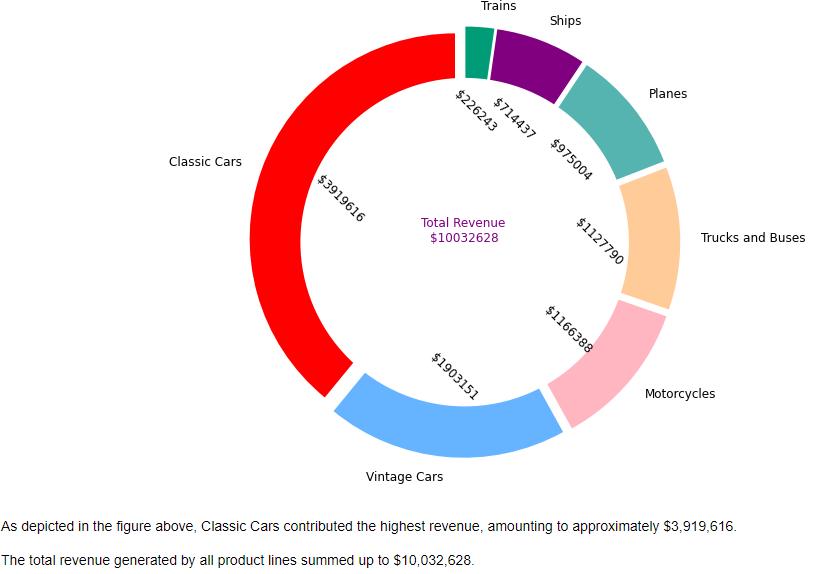 Trains
Ships
Planes
Classic Cars
Trucks and Buses
Motorcycles
Vintage Cars
$226243
$714437
$975004
$3919616
$1127790
$1166388
$1903151
Total Revenue
$10032628
As depicted in the figure above, Classic Cars contributed the highest revenue, amounting to approximately $3,919,616.
The total revenue generated by all product lines summed up to $10,032,628.